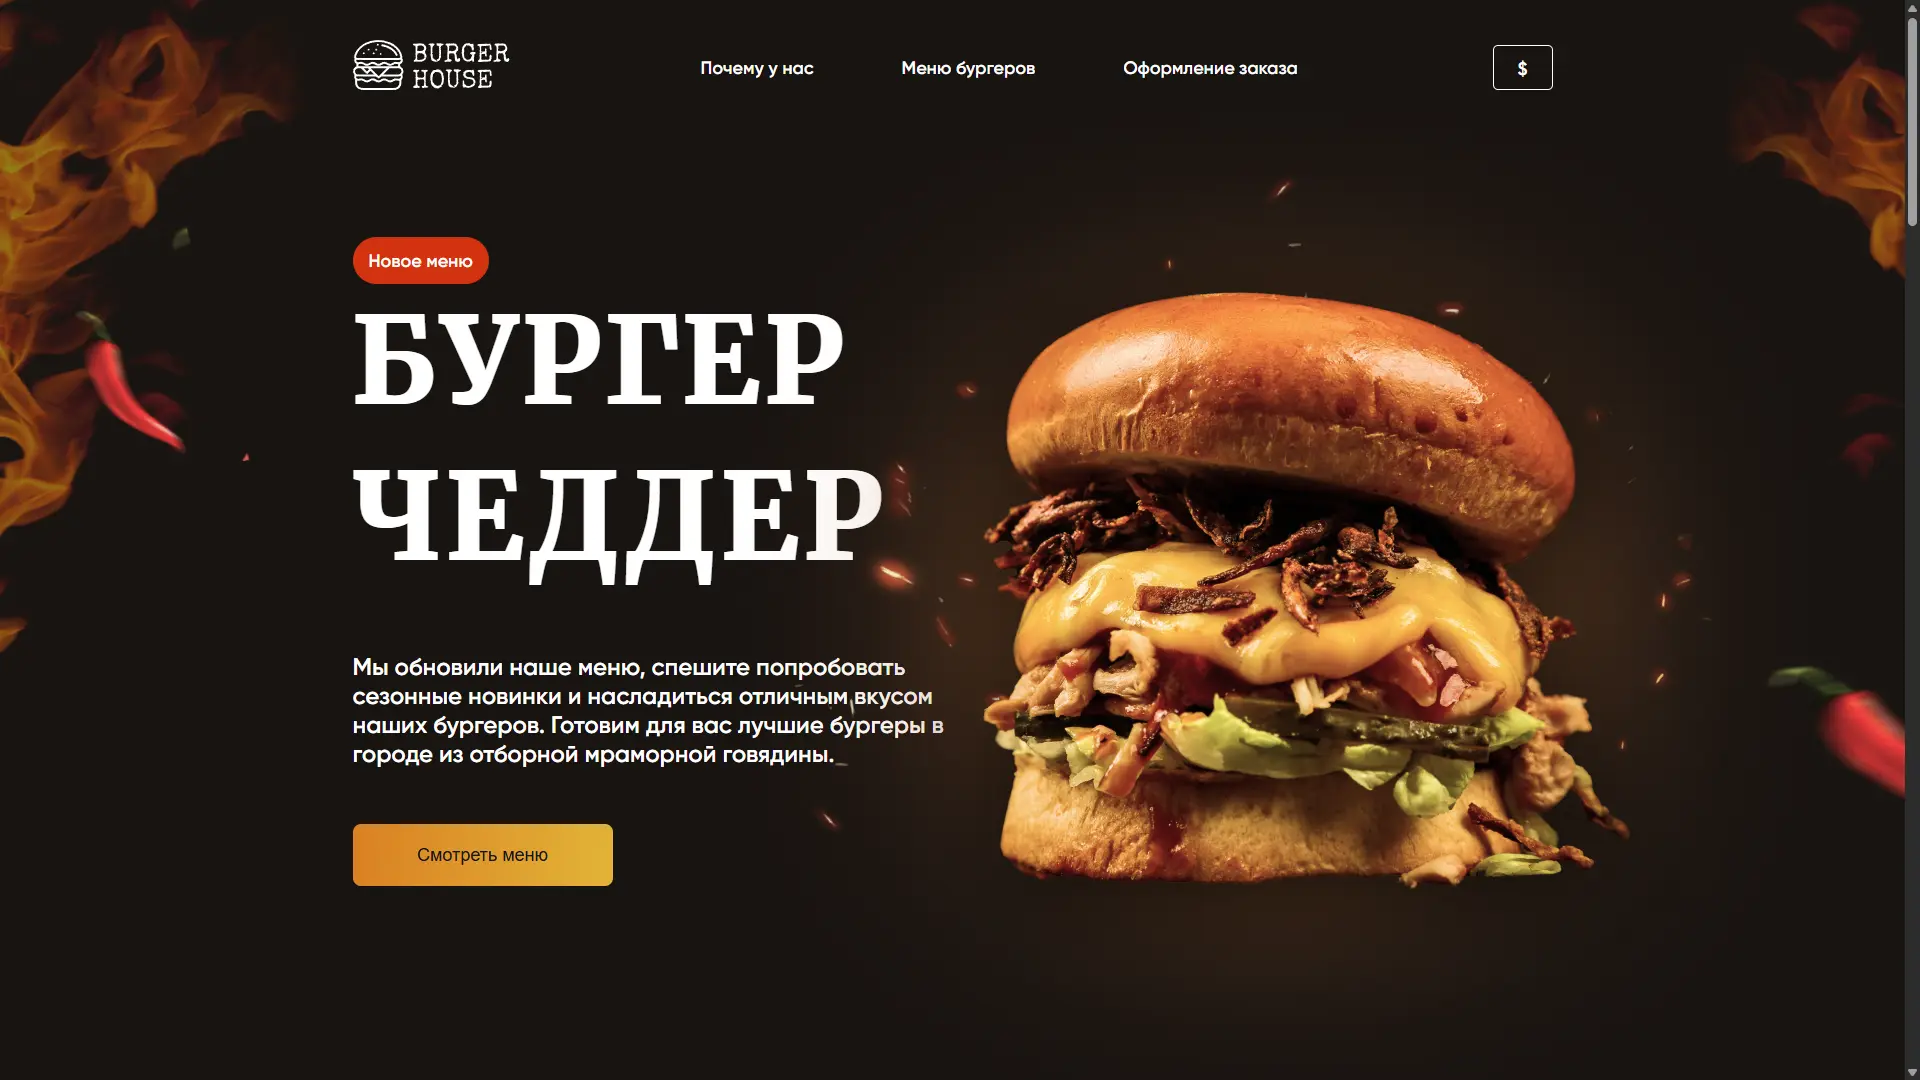 BURGER
HOUSE
Почему у нас
Меню бургеров
Оформление заказа
$
Новое меню
БУРГЕР
ЧЕДДЕР
Мы обновили наше меню, спешите попробовать
сезонные новинки и насладиться отличным вкусом
наших бургеров. Готовим для вас лучшие бургеры в
городе из отборной мраморной говядины.
Смотреть меню